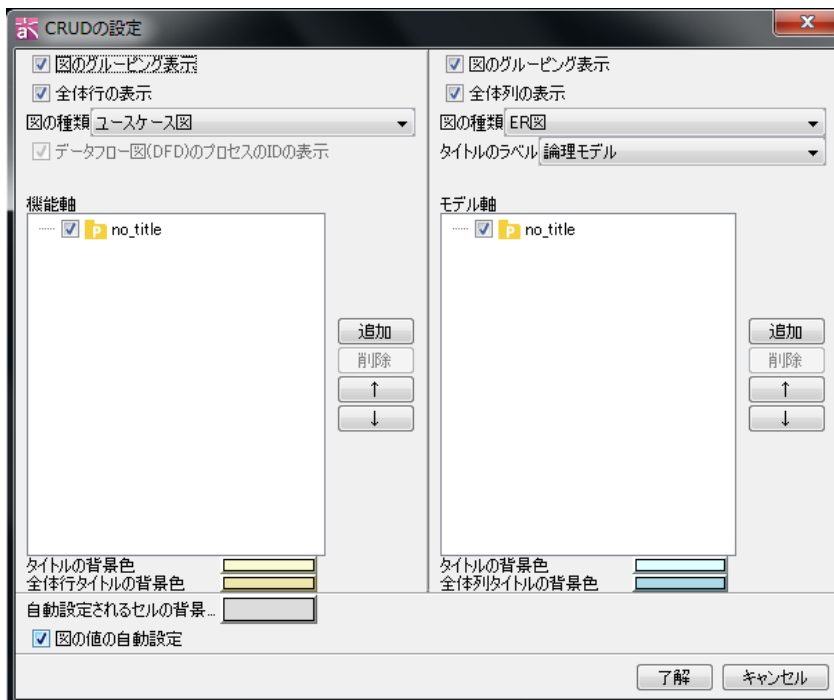 CRUDの設定
図のグルーピング表示
全体行の表示
図の種類 ユースケース図
データフロー図(DFD)のプロセスのIDの表示
機能軸
no_title
追加
削除
↑
↓
タイトルの背景色
全体行タイトルの背景色
図のグルーピング表示
全体列の表示
図の種類 ER図
タイトルのラベル 論理モデル
モデル軸
no_title
追加
削除
↑
↓
タイトルの背景色
全体列タイトルの背景色
自動設定されるセルの背景...
図の値の自動設定
了解 キャンセル